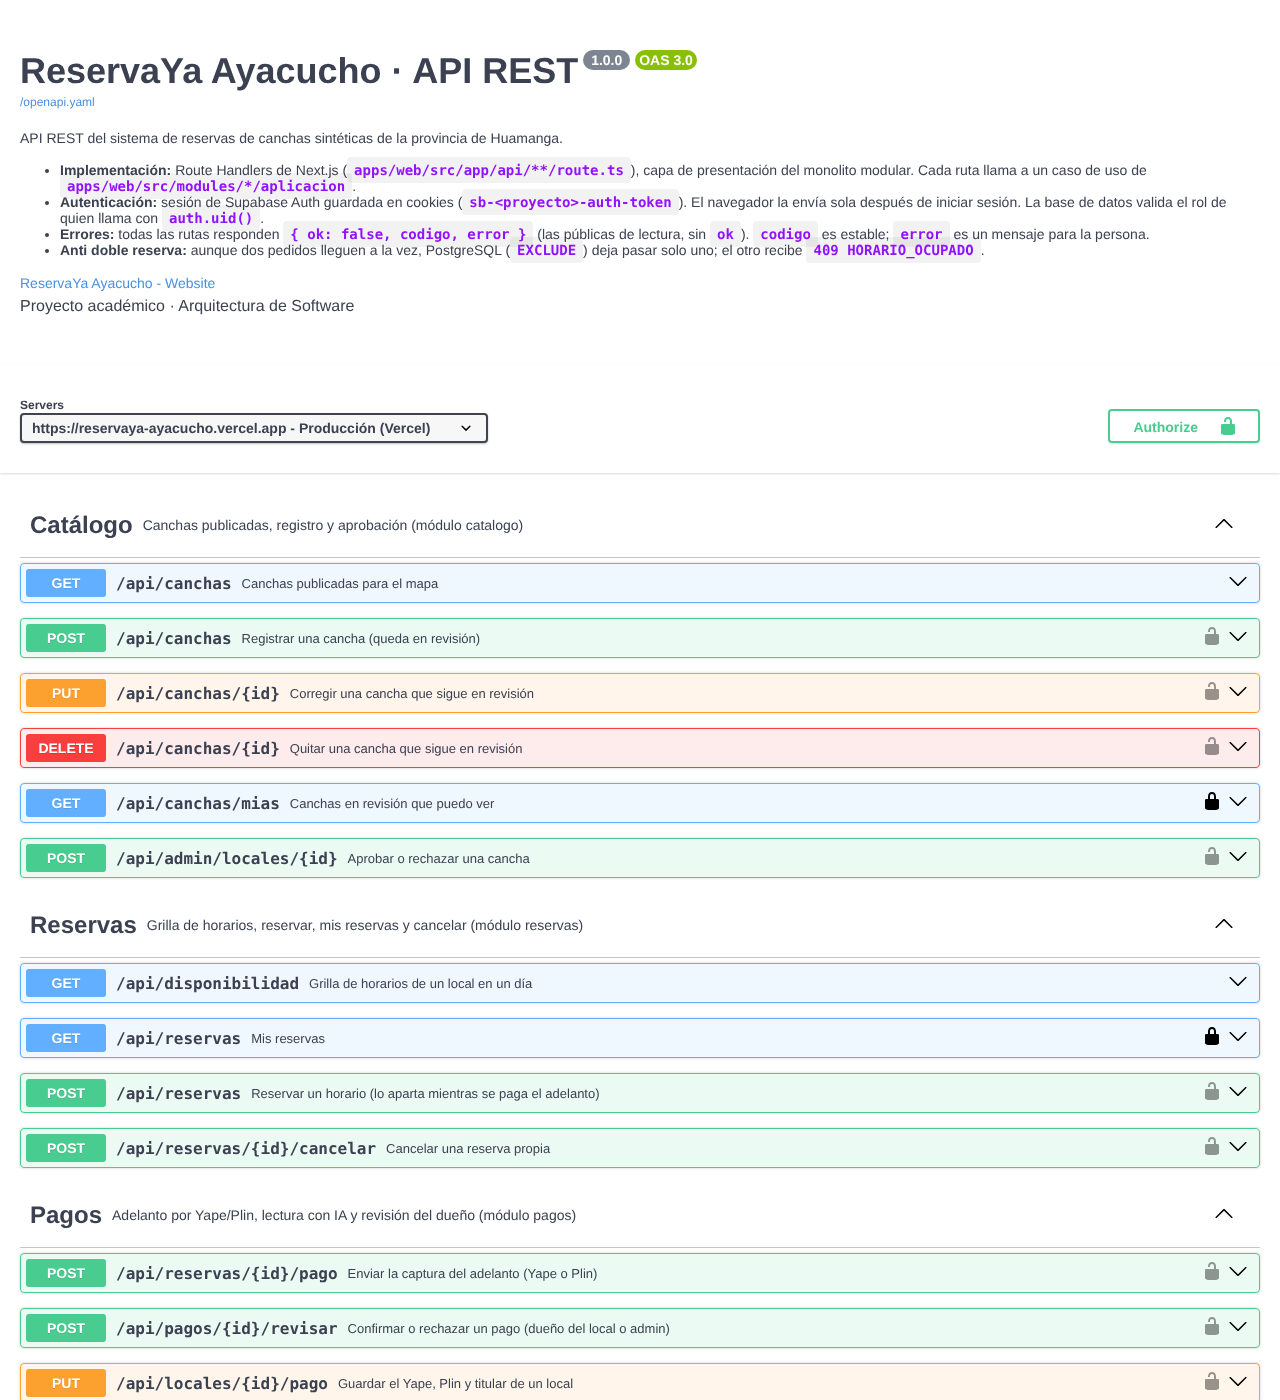 ReservaYa Ayacucho · API REST 1.0.0 OAS 3.0
/openapi.yaml
API REST del sistema de reservas de canchas sintéticas de la provincia de Huamanga.
• Implementación: Route Handlers de Next.js ( apps/web/src/app/api/**/route.ts ), capa de presentación del monolito modular. Cada ruta llama a un caso de uso de
apps/web/src/modules/*/aplicacion .
• Autenticación: sesión de Supabase Auth guardada en cookies ( sb-<proyecto>-auth-token ). El navegador la envía sola después de iniciar sesión. La base de datos valida el rol de
quien llama con auth.uid() .
• Errores: todas las rutas responden { ok: false, codigo, error } (las públicas de lectura, sin ok ). codigo es estable; error es un mensaje para la persona.
• Anti doble reserva: aunque dos pedidos lleguen a la vez, PostgreSQL ( EXCLUDE ) deja pasar solo uno; el otro recibe 409 HORARIO_OCUPADO .
ReservaYa Ayacucho - Website
Proyecto académico · Arquitectura de Software
Servers
https://reservaya-ayacucho.vercel.app - Producción (Vercel)
Authorize
Catálogo Canchas publicadas, registro y aprobación (módulo catalogo)
GET /api/canchas Canchas publicadas para el mapa
POST /api/canchas Registrar una cancha (queda en revisión)
PUT /api/canchas/{id} Corregir una cancha que sigue en revisión
DELETE /api/canchas/{id} Quitar una cancha que sigue en revisión
GET /api/canchas/mias Canchas en revisión que puedo ver
POST /api/admin/locales/{id} Aprobar o rechazar una cancha
Reservas Grilla de horarios, reservar, mis reservas y cancelar (módulo reservas)
GET /api/disponibilidad Grilla de horarios de un local en un día
GET /api/reservas Mis reservas
POST /api/reservas Reservar un horario (lo aparta mientras se paga el adelanto)
POST /api/reservas/{id}/cancelar Cancelar una reserva propia
Pagos Adelanto por Yape/Plin, lectura con IA y revisión del dueño (módulo pagos)
POST /api/reservas/{id}/pago Enviar la captura del adelanto (Yape o Plin)
POST /api/pagos/{id}/revisar Confirmar o rechazar un pago (dueño del local o admin)
PUT /api/locales/{id}/pago Guardar el Yape, Plin y titular de un local